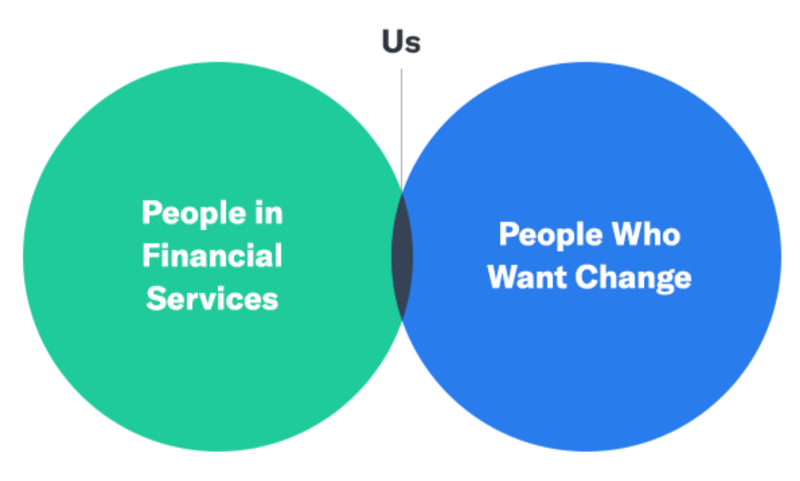 Us
People in
Financial
Services
People Who
Want Change